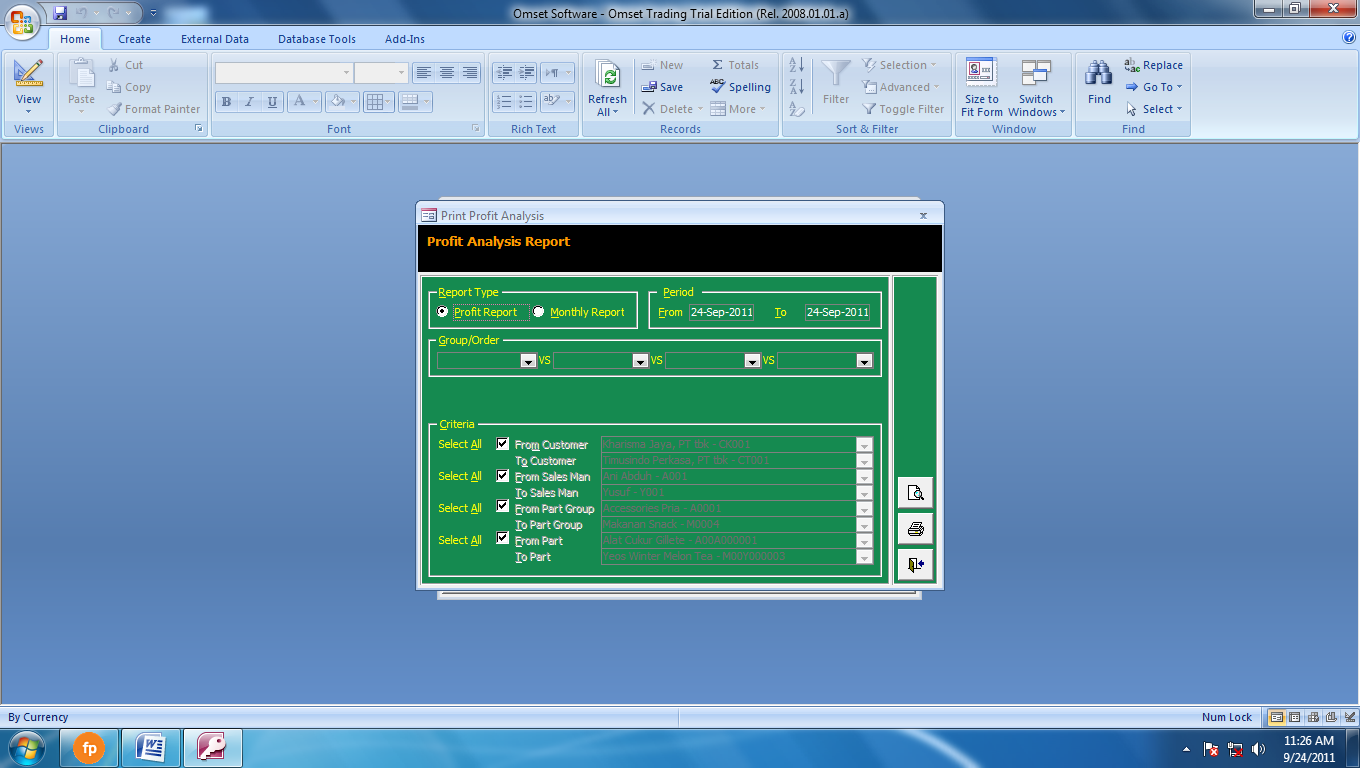 Omset Software - Omset Trading Trial Edition (Rel. 2008.01.01.a)
Home Create External Data Database Tools Add-Ins
View
Views
Paste
Cut
Copy
Format Painter
Clipboard
B I U A
Font
Rich Text
Refresh All
New
Save
Delete
Σ Totals
ABC Spelling
More
Records
Filter
Selection
Advanced
Toggle Filter
Sort & Filter
Size to Fit Form
Switch Windows
Window
Find
Replace
Go To
Select
Find
Print Profit Analysis
Profit Analysis Report
Report Type
Profit Report Monthly Report
Period
From 24-Sep-2011 To 24-Sep-2011
Group/Order
VS VS VS
Criteria
Select All From Customer Kharisma Jaya, PT tbk - CK001
To Customer Timusindo Perkasa, PT tbk - CT001
Select All From Sales Man Ani Abduh - A001
To Sales Man Yusuf - Y001
Select All From Part Group Accessories Pria - A0001
To Part Group Makanan Snack - M0004
Select All From Part Alat Cukur Gillete - A00A000001
To Part Yeos Winter Melon Tea - M00Y000003
By Currency
Num Lock
fp
W
11:26 AM
9/24/2011